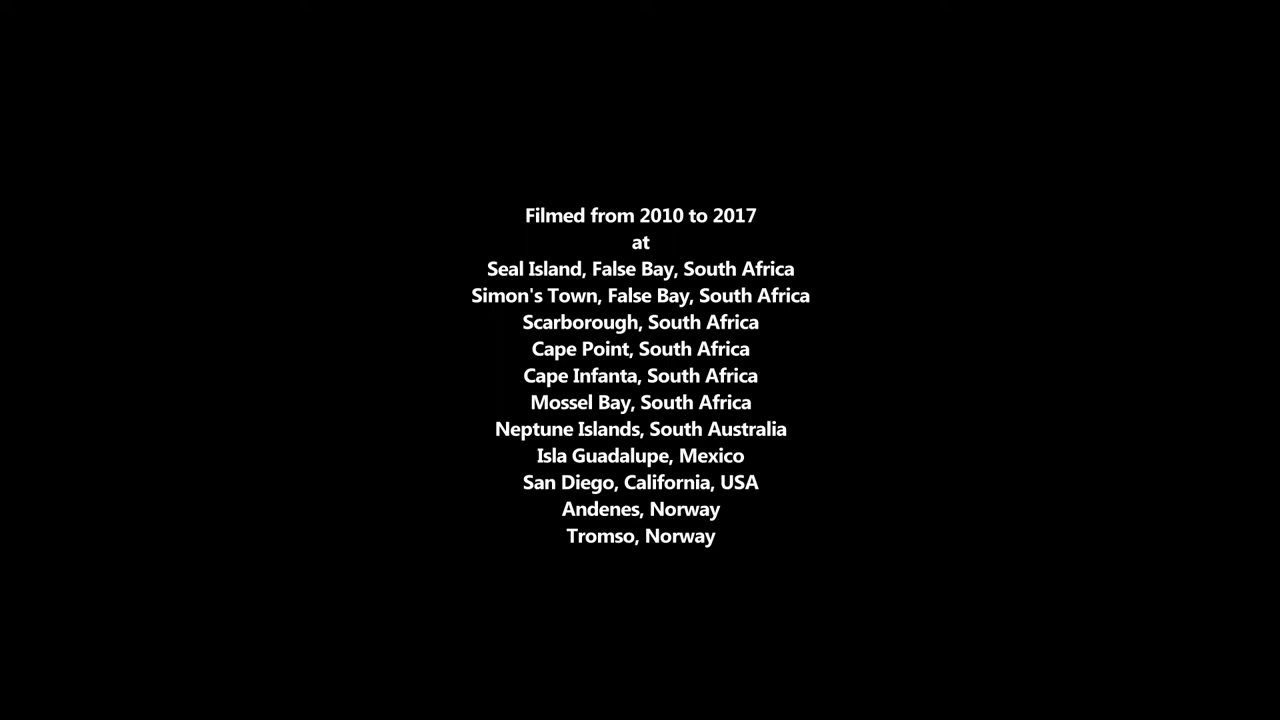 Filmed from 2010 to 2017
at
Seal Island, False Bay, South Africa
Simon's Town, False Bay, South Africa
Scarborough, South Africa
Cape Point, South Africa
Cape Infanta, South Africa
Mossel Bay, South Africa
Neptune Islands, South Australia
Isla Guadalupe, Mexico
San Diego, California, USA
Andenes, Norway
Tromso, Norway